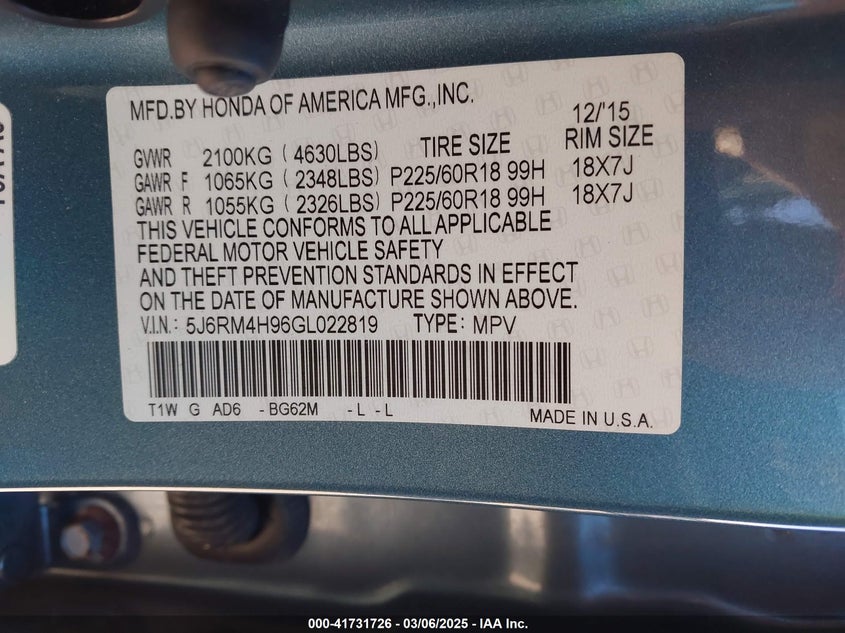 MFD.BY HONDA OF AMERICA MFG.,INC.
12/'15
TIRE SIZE RIM SIZE
GVWR 2100KG ( 4630LBS)
GAWR F 1065KG ( 2348LBS) P225/60R18 99H 18X7J
GAWR R 1055KG ( 2326LBS) P225/60R18 99H 18X7J
THIS VEHICLE CONFORMS TO ALL APPLICABLE
FEDERAL MOTOR VEHICLE SAFETY
AND THEFT PREVENTION STANDARDS IN EFFECT
ON THE DATE OF MANUFACTURE SHOWN ABOVE.
V.I.N.: 5J6RM4H96GL022819 TYPE: MPV
T1W G AD6 -BG62M -L -L
MADE IN U.S.A.
000-41731726 - 03/06/2025 - IAA Inc.